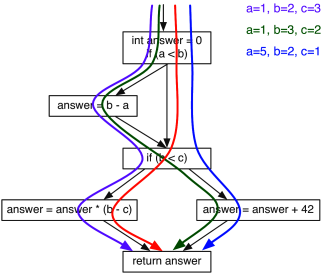 a=1, b=2, c=3
a=1, b=3, c=2
a=5, b=2, c=1
int answer = 0
if (a < b)
answer = b - a
if (b < c)
answer = answer * (b - c)
answer = answer + 42
return answer